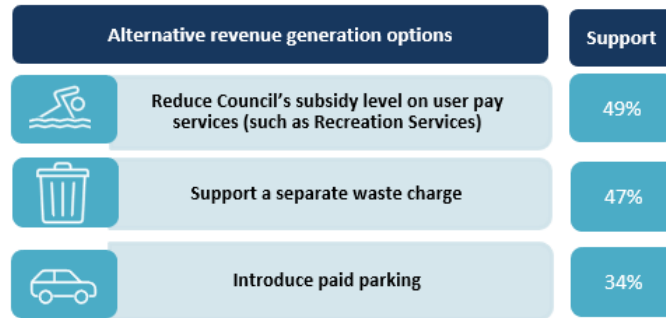 Alternative revenue generation options
Support
Reduce Council's subsidy level on user pay
services (such as Recreation Services)
49%
Support a separate waste charge
47%
Introduce paid parking
34%